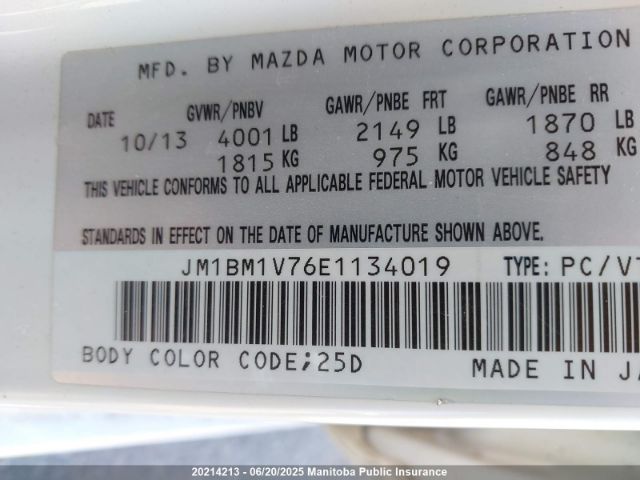 MFD. BY MAZDA MOTOR CORPORATION
DATE GVWR/PNBV GAWR/PNBE FRT GAWR/PNBE RR
10/13 4001 LB 2149 LB 1870 LB
1815 KG 975 KG 848 KG
THIS VEHICLE CONFORMS TO ALL APPLICABLE FEDERAL MOTOR VEHICLE SAFETY
STANDARDS IN EFFECT ON THE DATE OF MANUFACTURE SHOWN ABOVE.
JM1BM1V76E1134019 TYPE: PC/V
BODY COLOR CODE;25D MADE IN JA
20214213 - 06/20/2025 Manitoba Public Insurance